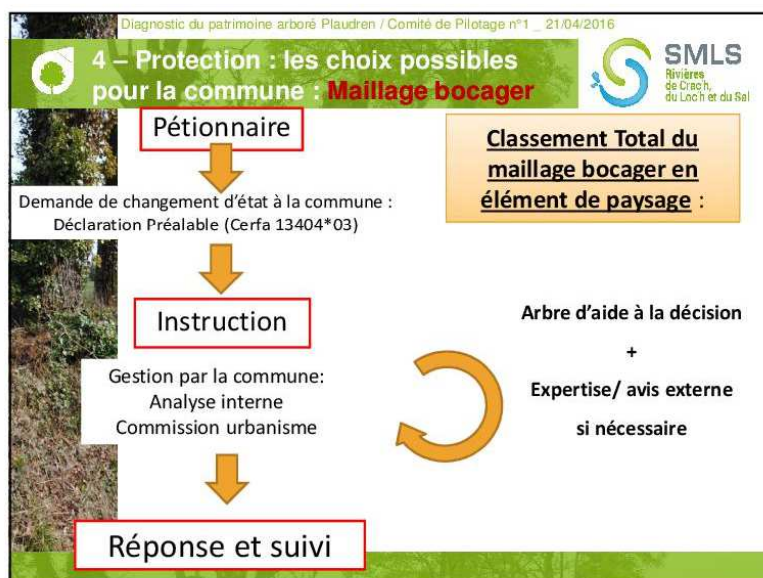 Diagnostic du patrimoine arboré Plaudren / Comité de Pilotage n°1 _ 21/04/2016
4 – Protection : les choix possibles
pour la commune : Maillage bocager
SMLS
Rivières
de Crac'h,
du Loc'h et du Sal
Pétionnaire
Classement Total du
maillage bocager en
élément de paysage :
Demande de changement d'état à la commune :
Déclaration Préalable (Cerfa 13404*03)
Instruction
Arbre d'aide à la décision
+
Expertise/ avis externe
si nécessaire
Gestion par la commune:
Analyse interne
Commission urbanisme
Réponse et suivi